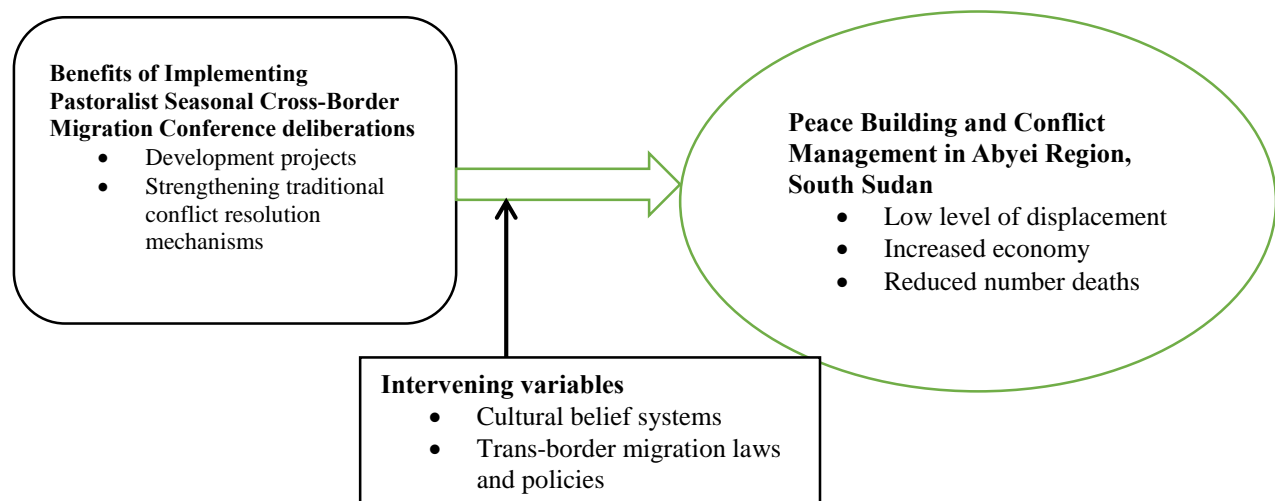 Benefits of Implementing
Pastoralist Seasonal Cross-Border
Migration Conference deliberations
• Development projects
• Strengthening traditional
conflict resolution
mechanisms
Peace Building and Conflict
Management in Abyei Region,
South Sudan
• Low level of displacement
• Increased economy
• Reduced number deaths
Intervening variables
• Cultural belief systems
• Trans-border migration laws
and policies